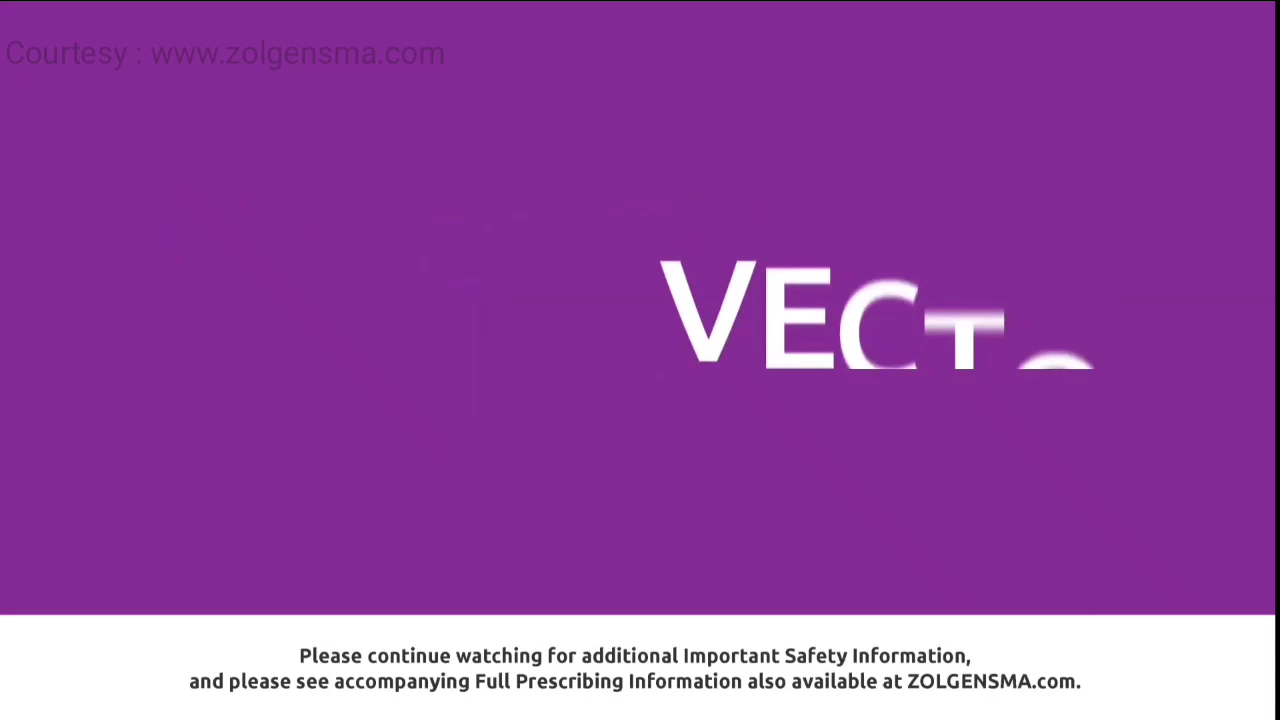 Courtesy : www.zolgensma.com
VECTO
Please continue watching for additional Important Safety Information,
and please see accompanying Full Prescribing Information also available at ZOLGENSMA.com.